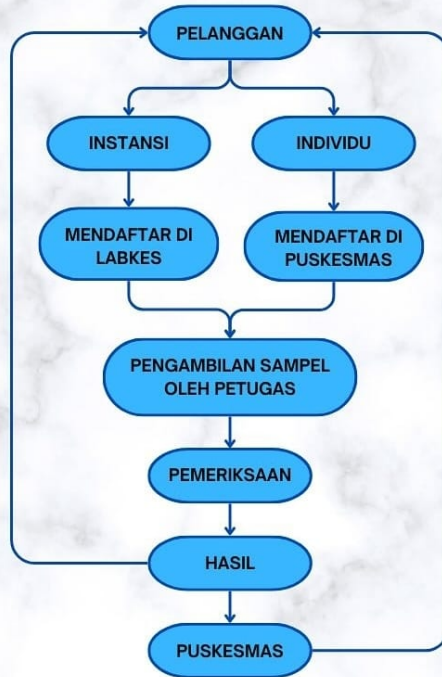 PELANGGAN
INSTANSI
INDIVIDU
MENDAFTAR DI
LABKES
MENDAFTAR DI
PUSKESMAS
PENGAMBILAN SAMPEL
OLEH PETUGAS
PEMERIKSAAN
HASIL
PUSKESMAS